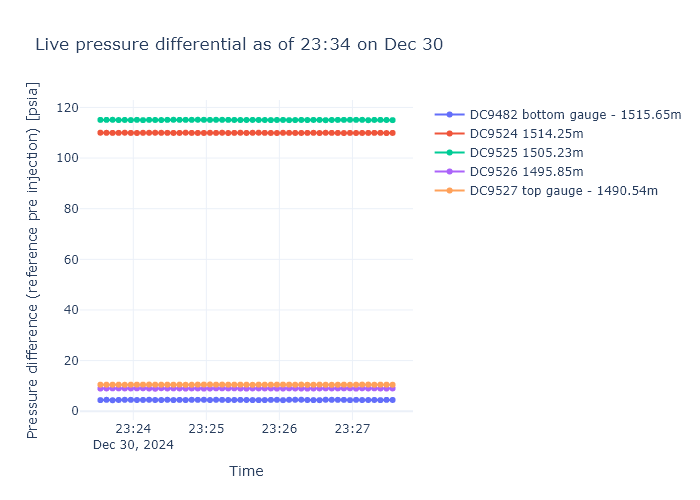 Live pressure differential as of 23:34 on Dec 30
Pressure difference (reference pre injection) [psia]
120
100
80
60
40
20
0
23:24
Dec 30, 2024
23:25
23:26
23:27
Time
DC9482 bottom gauge - 1515.65m
DC9524 1514.25m
DC9525 1505.23m
DC9526 1495.85m
DC9527 top gauge - 1490.54m